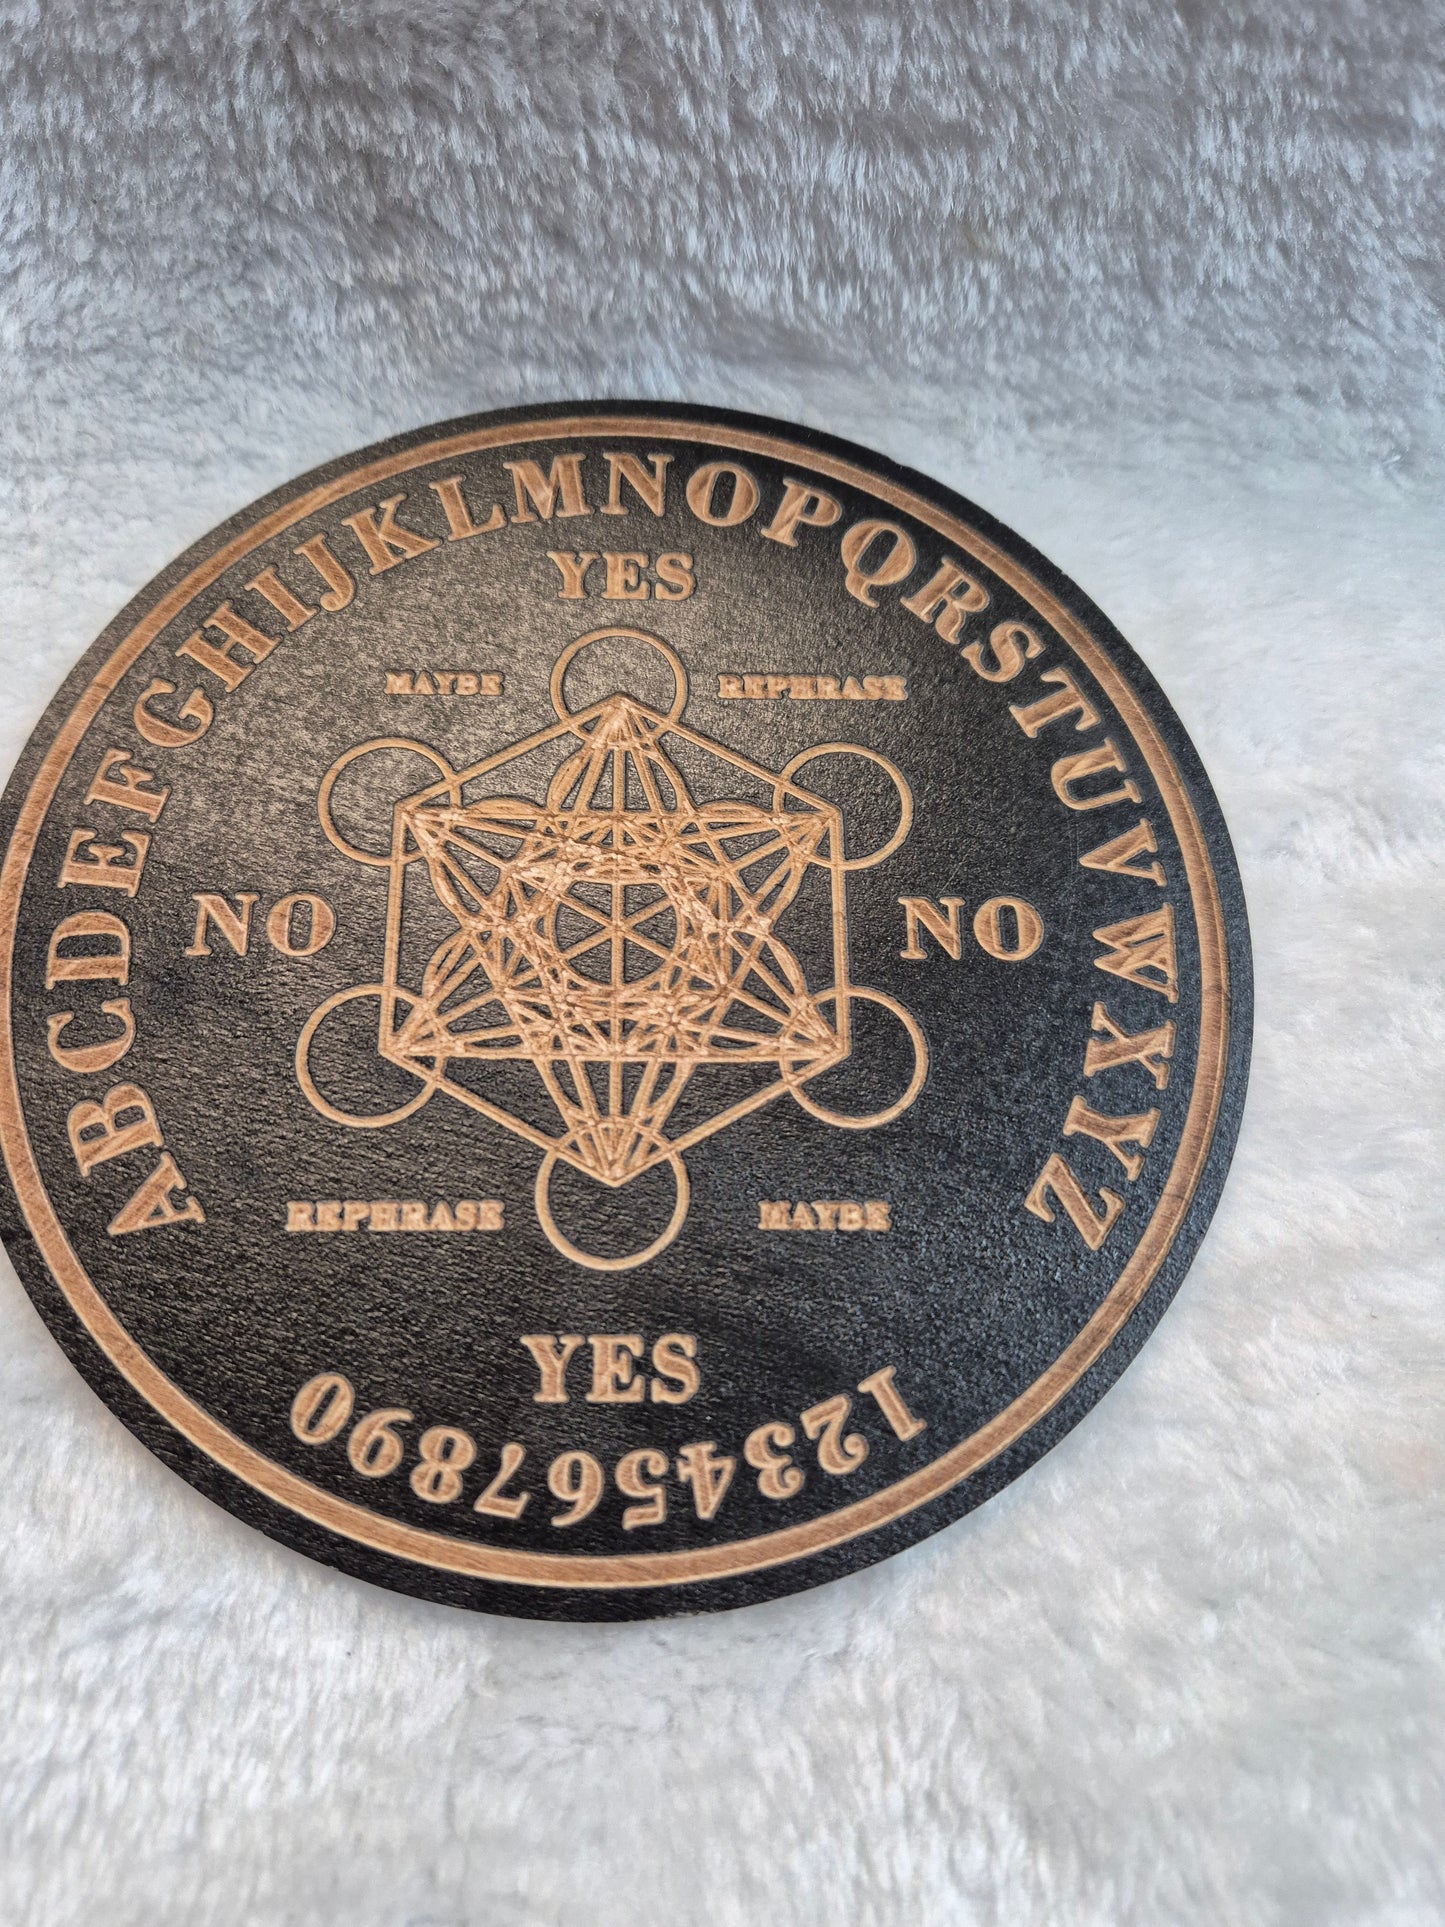 ABCDEFGHIJKLMNOPQRSTUVWXYZ
YES
MAYBE REPHRASE
NO NO
REPHRASE MAYBE
YES
1234567890